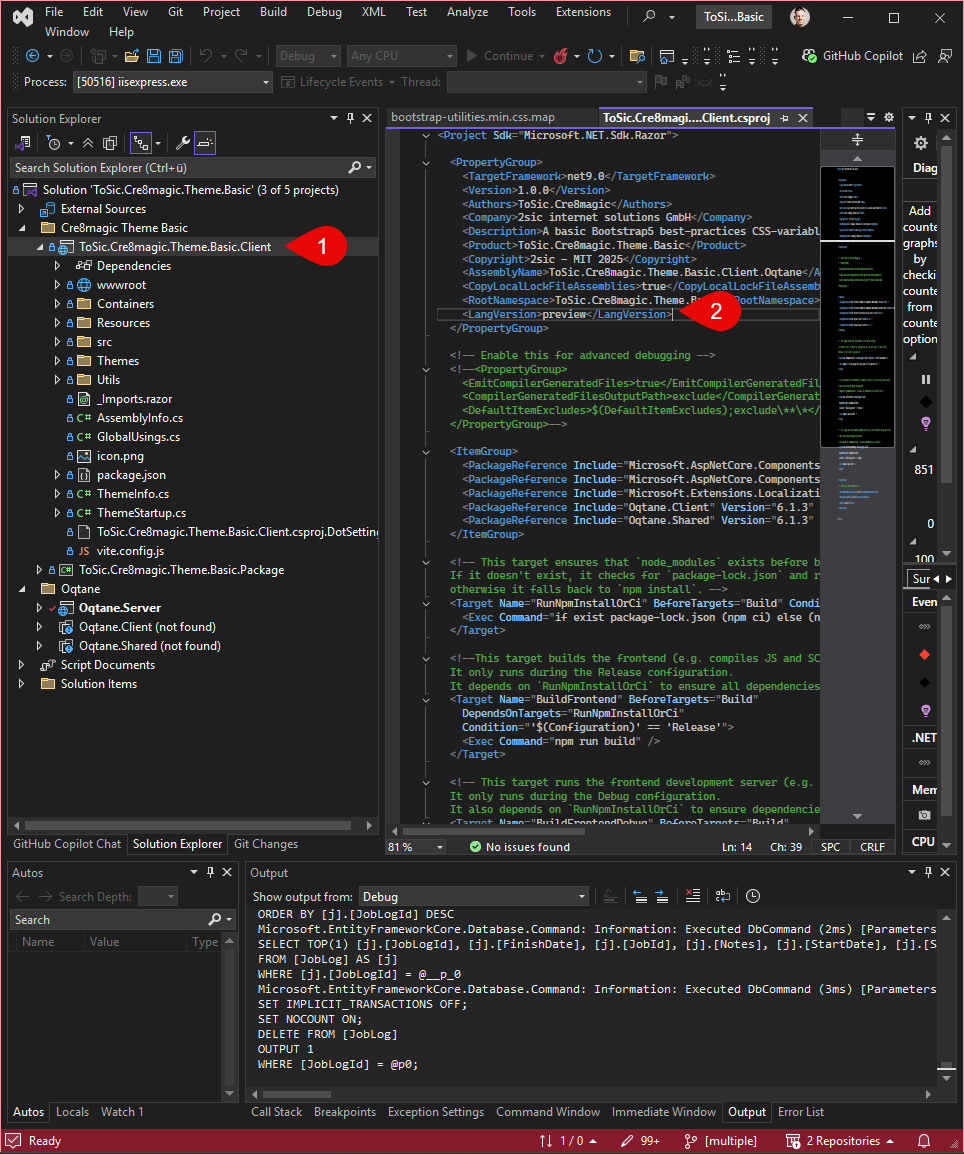 File Edit View Git Project Build Debug XML Test Analyze Tools Extensions ToSi...Basic
Window Help
Debug Any CPU Continue GitHub Copilot
Process: [50516] iisexpress.exe Lifecycle Events Thread:
Solution Explorer
Search Solution Explorer (Ctrl+ü)
Solution 'ToSic.Cre8magic.Theme.Basic' (3 of 5 projects)
External Sources
Cre8magic Theme Basic
ToSic.Cre8magic.Theme.Basic.Client
1
Dependencies
wwwroot
Containers
Resources
src
Themes
Utils
_Imports.razor
AssemblyInfo.cs
GlobalUsings.cs
icon.png
package.json
ThemeInfo.cs
ThemeStartup.cs
ToSic.Cre8magic.Theme.Basic.Client.csproj.DotSetting
vite.config.js
ToSic.Cre8magic.Theme.Basic.Package
Oqtane
Oqtane.Server
Oqtane.Client (not found)
Oqtane.Shared (not found)
Script Documents
Solution Items
GitHub Copilot Chat Solution Explorer Git Changes
bootstrap-utilities.min.css.map ToSic.Cre8magi....Client.csproj
<Project Sdk="Microsoft.NET.Sdk.Razor">
<PropertyGroup>
<TargetFramework>net9.0</TargetFramework>
<Version>1.0.0</Version>
<Authors>ToSic.Cre8magic</Authors>
<Company>2sic internet solutions GmbH</Company>
<Description>A basic Bootstrap5 best-practices CSS-variabl
<Product>ToSic.Cre8magic.Theme.Basic</Product>
<Copyright>2sic - MIT 2025</Copyright>
<AssemblyName>ToSic.Cre8magic.Theme.Basic.Client.Oqtane</A
<CopyLocalLockFileAssemblies>true</CopyLocalLockFileAssemb
<RootNamespace>ToSic.Cre8magic.Theme.B RootNamespace>
<LangVersion>preview</LangVersion>
2
</PropertyGroup>
<!-- Enable this for advanced debugging -->
<!--<PropertyGroup>
<EmitCompilerGeneratedFiles>true</EmitCompilerGeneratedFil
<CompilerGeneratedFilesOutputPath>exclude</CompilerGenerat
<DefaultItemExcludes>$(DefaultItemExcludes);exclude\**\*</
</PropertyGroup>-->
<ItemGroup>
<PackageReference Include="Microsoft.AspNetCore.Components
<PackageReference Include="Microsoft.AspNetCore.Components
<PackageReference Include="Microsoft.Extensions.Localizati
<PackageReference Include="Oqtane.Client" Version="6.1.3"
<PackageReference Include="Oqtane.Shared" Version="6.1.3"
</ItemGroup>
<!-- This target ensures that `node_modules` exists before b
If it doesn't exist, it checks for `package-lock.json` and r
otherwise it falls back to `npm install`. -->
<Target Name="RunNpmInstallOrCi" BeforeTargets="Build" Condi
<Exec Command="if exist package-lock.json (npm ci) else (n
</Target>
<!--This target builds the frontend (e.g. compiles JS and SC
It only runs during the Release configuration.
It depends on `RunNpmInstallOrCi` to ensure all dependencies
<Target Name="BuildFrontend" BeforeTargets="Build"
DependsOnTargets="RunNpmInstallOrCi"
Condition="'$(Configuration)' == 'Release'">
<Exec Command="npm run build" />
</Target>
<!-- This target runs the frontend development server (e.g.
It only runs during the Debug configuration.
It also depends on `RunNpmInstallOrCi` to ensure dependencie
<Target Name="BuildFrontendDebug" BeforeTargets="Build"
81 % No issues found Ln: 14 Ch: 39 SPC CRLF
Diag
Add
counte
graphs
by
checki
counte
from
counte
option
851
0
100
Sur
Even
.NET
Mem
CPU
Autos
Search Depth:
Search
Name Value Type
Autos Locals Watch 1
Output
Show output from: Debug
ORDER BY [j].[JobLogId] DESC
Microsoft.EntityFrameworkCore.Database.Command: Information: Executed DbCommand (2ms) [Parameters
SELECT TOP(1) [j].[JobLogId], [j].[FinishDate], [j].[JobId], [j].[Notes], [j].[StartDate], [j].[S
FROM [JobLog] AS [j]
WHERE [j].[JobLogId] = @__p_0
Microsoft.EntityFrameworkCore.Database.Command: Information: Executed DbCommand (3ms) [Parameters
SET IMPLICIT_TRANSACTIONS OFF;
SET NOCOUNT ON;
DELETE FROM [JobLog]
OUTPUT 1
WHERE [JobLogId] = @p0;
Call Stack Breakpoints Exception Settings Command Window Immediate Window Output Error List
Ready 1 / 0 99+ [multiple] 2 Repositories